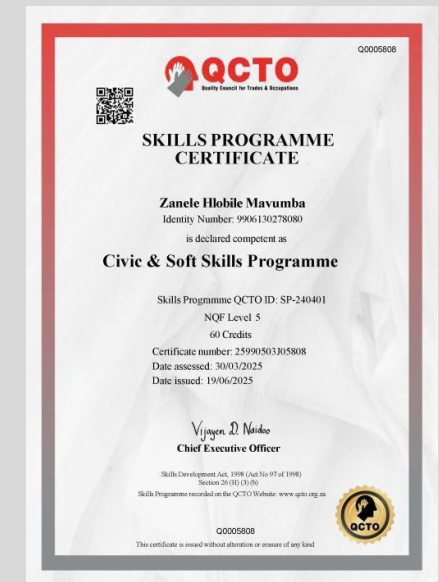 Q0005808
QCTO
Quality Council for Trades & Occupations
SKILLS PROGRAMME
CERTIFICATE
Zanele Hlobile Mavumba
Identity Number: 9906130278080
is declared competent as
Civic & Soft Skills Programme
Skills Programme QCTO ID: SP-240401
NQF Level 5
60 Credits
Certificate number: 25990503J05808
Date assessed: 30/03/2025
Date issued: 19/06/2025
Vijayen D. Naidoo
Chief Executive Officer
Skills Development Act, 1998 (Act No 97 of 1998)
Section 26 (H) (3) (b)
Skills Programme recorded on the QCTO Website: www.qcto.org.za
QCTO
Q0005808
This certificate is issued without alteration or erasure of any kind